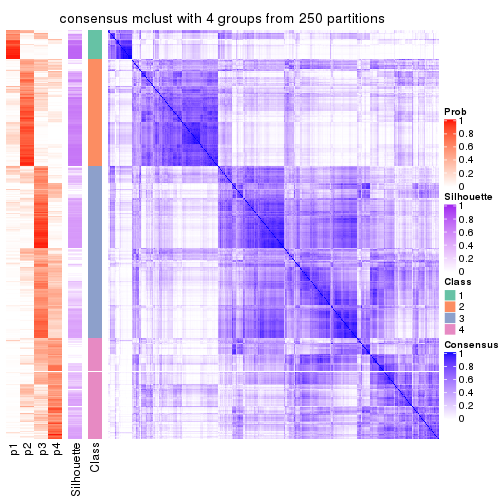 consensus mclust with 4 groups from 250 partitions
Prob
1
0.8
0.6
0.4
0.2
0
Silhouette
1
0.8
0.6
0.4
0.2
0
Class
1
2
3
4
Consensus
1
0.8
0.6
0.4
0.2
0
p1
p2
p3
p4
Silhouette
Class